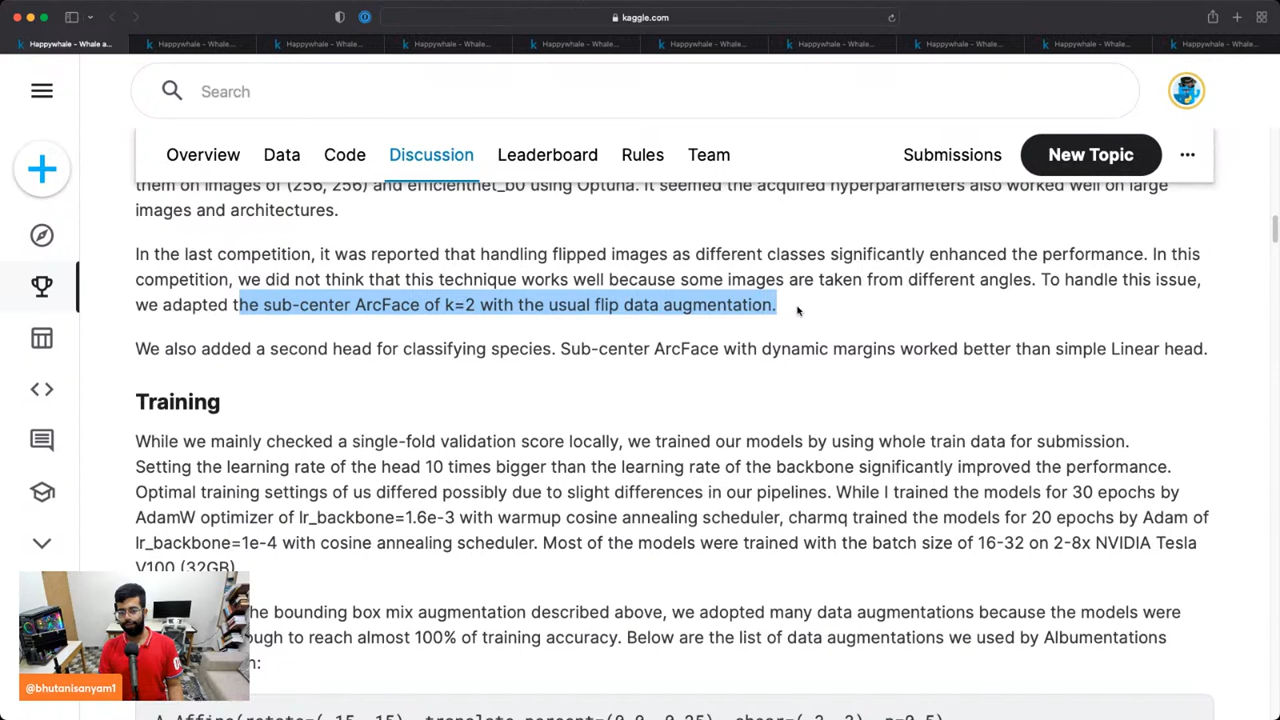 kaggle.com
Happywhale - Whale a...
Happywhale - Whale...
Happywhale - Whale...
Happywhale - Whale...
Happywhale - Whale...
Happywhale - Whale...
Happywhale - Whale...
Happywhale - Whale...
Happywhale - Whale...
Happywhale - Whale...
Search
Overview Data Code Discussion Leaderboard Rules Team Submissions New Topic
them on images of (256, 256) and efficientnet_b0 using Optuna. It seemed the acquired hyperparameters also worked well on large
images and architectures.
In the last competition, it was reported that handling flipped images as different classes significantly enhanced the performance. In this
competition, we did not think that this technique works well because some images are taken from different angles. To handle this issue,
we adapted the sub-center ArcFace of k=2 with the usual flip data augmentation.
We also added a second head for classifying species. Sub-center ArcFace with dynamic margins worked better than simple Linear head.
Training
While we mainly checked a single-fold validation score locally, we trained our models by using whole train data for submission.
Setting the learning rate of the head 10 times bigger than the learning rate of the backbone significantly improved the performance.
Optimal training settings of us differed possibly due to slight differences in our pipelines. While I trained the models for 30 epochs by
AdamW optimizer of lr_backbone=1.6e-3 with warmup cosine annealing scheduler, charmq trained the models for 20 epochs by Adam of
lr_backbone=1e-4 with cosine annealing scheduler. Most of the models were trained with the batch size of 16-32 on 2-8x NVIDIA Tesla
V100 (32GB)
he bounding box mix augmentation described above, we adopted many data augmentations because the models were
ough to reach almost 100% of training accuracy. Below are the list of data augmentations we used by Albumentations
n:
A.Affine(rotate=(-15, 15), translate_percent=(0.0, 0.25), shear=(-3, 3), p=0.5)
@bhutanisanyam1